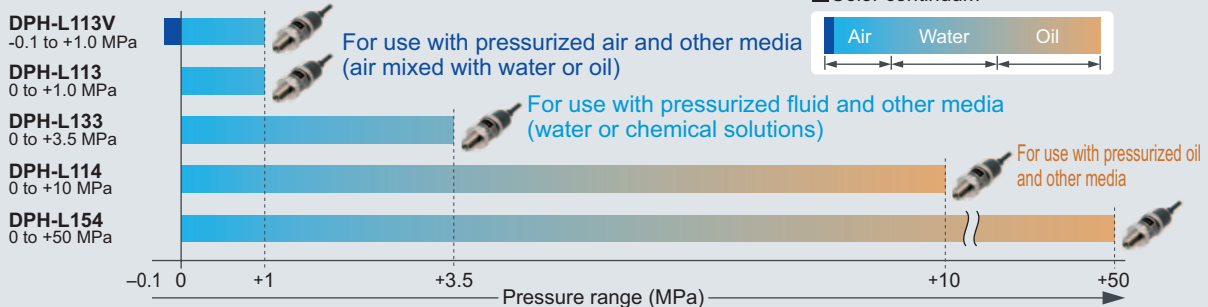 Color continuum
Air Water Oil
DPH-L113V
-0.1 to +1.0 MPa
DPH-L113
0 to +1.0 MPa
For use with pressurized air and other media
(air mixed with water or oil)
DPH-L133
0 to +3.5 MPa
For use with pressurized fluid and other media
(water or chemical solutions)
DPH-L114
0 to +10 MPa
For use with pressurized oil
and other media
DPH-L154
0 to +50 MPa
–0.1 0 +1 +3.5 +10 +50
Pressure range (MPa)